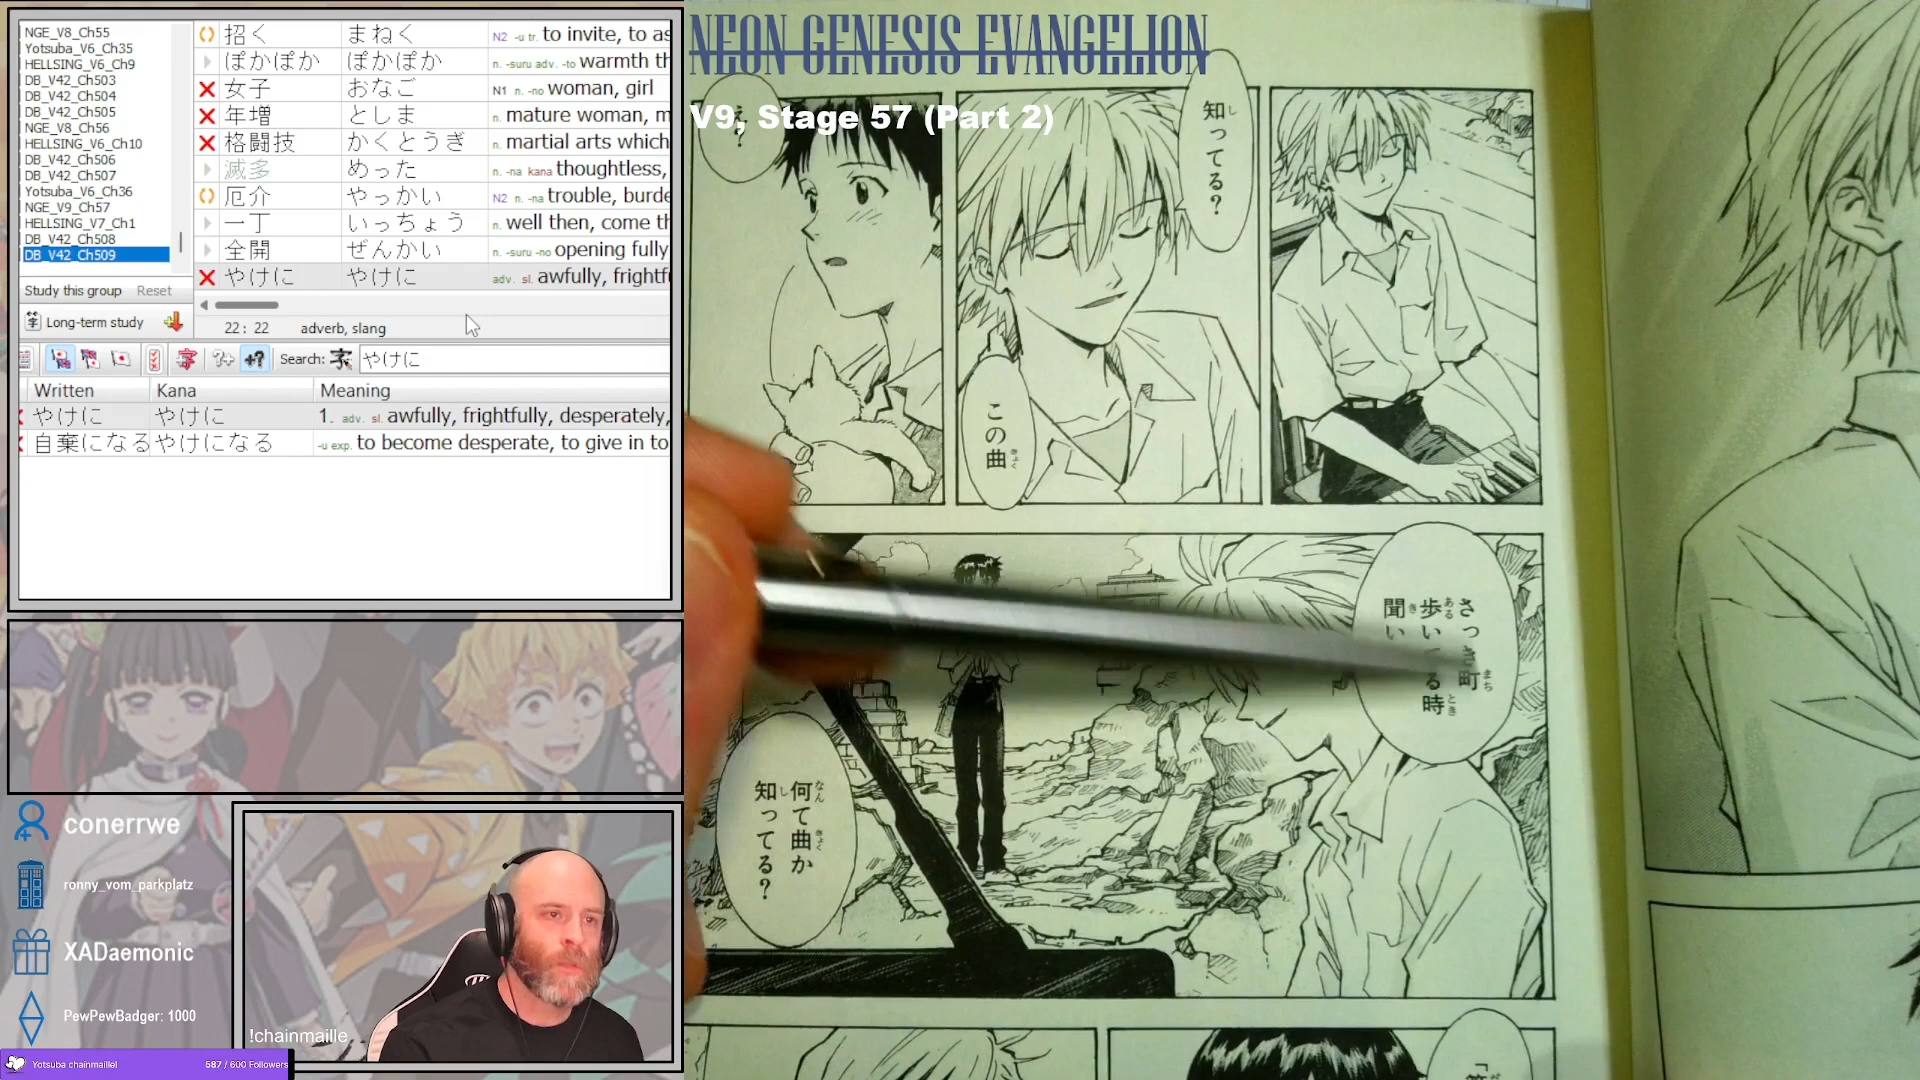 NGE_V8_Ch55
Yotsuba_V6_Ch35
HELLSING_V6_Ch9
DB_V42_Ch503
DB_V42_Ch504
DB_V42_Ch505
NGE_V8_Ch56
HELLSING_V6_Ch10
DB_V42_Ch506
DB_V42_Ch507
Yotsuba_V6_Ch36
NGE_V9_Ch57
HELLSING_V7_Ch1
DB_V42_Ch508
DB_V42_Ch509
Study this group Reset
Long-term study
招く まねく N2 -u tr. to invite, to as
ぽかぽか ぽかぽか n. -suru adv. -to warmth th
女子 おなご N1 n. -no woman, girl
年増 としま n. mature woman, m
格闘技 かくとうぎ n. martial arts which
滅多 めった n. -na kana thoughtless,
厄介 やっかい N2 n. -na trouble, burde
一丁 いっちょう n. well then, come th
全開 ぜんかい n. -suru -no opening fully
やけに やけに adv. sl. awfully, frightf
22: 22 adverb, slang
Search: やけに
Written Kana Meaning
やけに やけに 1. adv. sl. awfully, frightfully, desperately,
自棄になる やけになる -u exp. to become desperate, to give in to
conerrwe
ronny_vom_parkplatz
XADaemonic
PewPewBadger: 1000
!chainmaille
Yotsuba chainmaille!
587 / 600 Followers
NEON GENESIS EVANGELION
V9, Stage 57 (Part 2)
知ってる?
この曲
?
さっき町
歩い る時
聞い
何て曲か
知ってる?